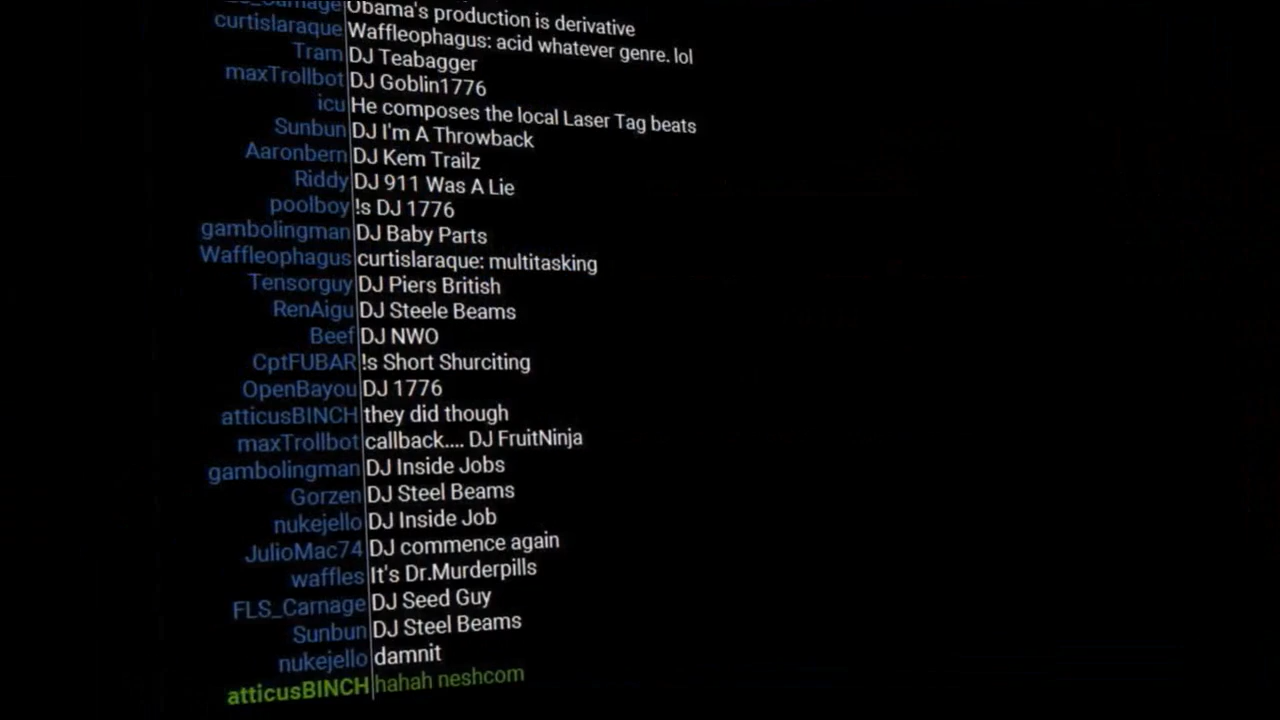 Carnage Obama's production is derivative
curtislaraque Waffleophagus: acid whatever genre. lol
Tram DJ Teabagger
maxTrollbot DJ Goblin1776
icu He composes the local Laser Tag beats
Sunbun DJ I'm A Throwback
Aaronbern DJ Kem Trailz
Riddy DJ 911 Was A Lie
poolboy !s DJ 1776
gambolingman DJ Baby Parts
Waffleophagus curtislaraque: multitasking
Tensorguy DJ Piers British
RenAigu DJ Steele Beams
Beef DJ NWO
CptFUBAR !s Short Shurciting
OpenBayou DJ 1776
atticusBINCH they did though
maxTrollbot callback.... DJ FruitNinja
gambolingman DJ Inside Jobs
Gorzen DJ Steel Beams
nukejello DJ Inside Job
JulioMac74 DJ commence again
waffles It's Dr.Murderpills
FLS_Carnage DJ Seed Guy
Sunbun DJ Steel Beams
nukejello damnit
atticusBINCH hahah neshcom